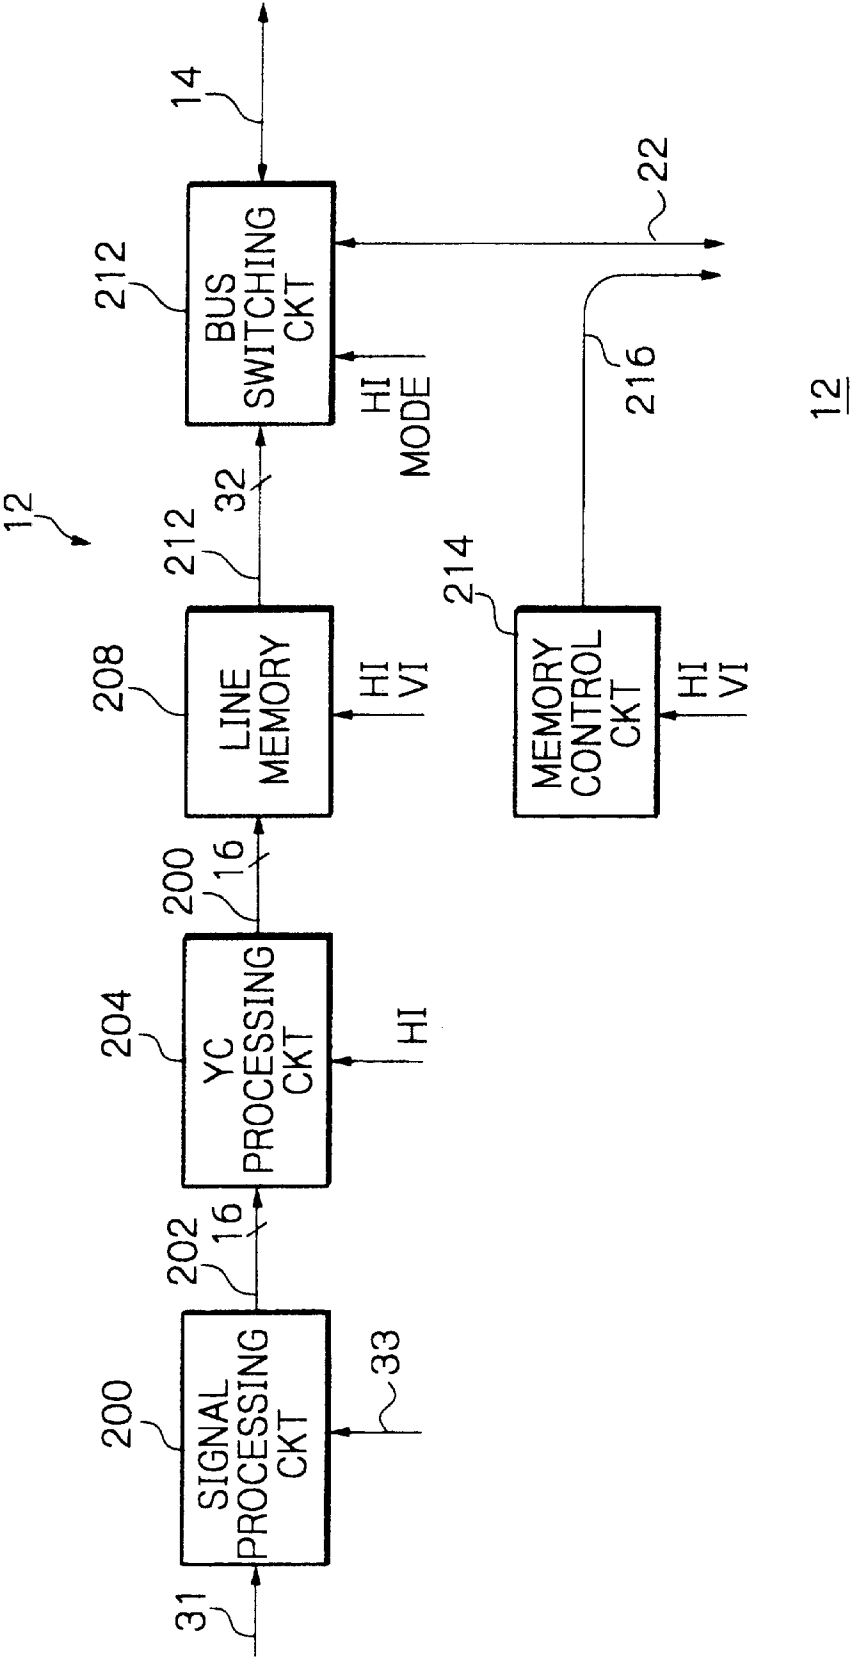 12
31
200
SIGNAL
PROCESSING
CKT
33
202
16
204
YC
PROCESSING
CKT
HI
200
16
208
LINE
MEMORY
HI
VI
212
32
212
BUS
SWITCHING
CKT
HI
MODE
14
22
214
MEMORY
CONTROL
CKT
HI
VI
216
12